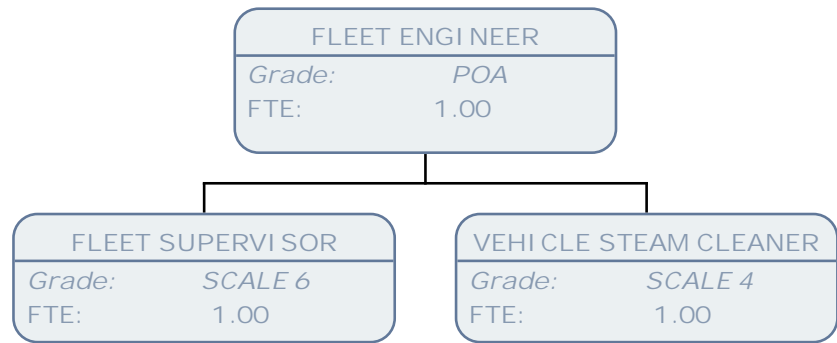 FLEET ENGINEER
Grade: POA
FTE: 1.00
FLEET SUPERVISOR
Grade: SCALE 6
FTE: 1.00
VEHICLE STEAM CLEANER
Grade: SCALE 4
FTE: 1.00